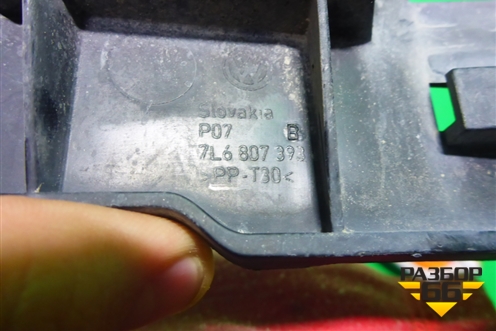 Slovakia
P07 B
7L6 807 393
>PP-T30<
РАЗБОР
66